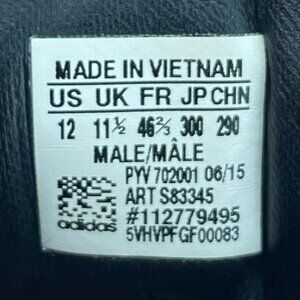 MADE IN VIETNAM
US UK FR JP CHN
12 11½ 46⅔ 300 290
MALE/MÂLE
PYV 702001 06/15
ART S83345
#112779495
adidas 5VHVPFGF00083